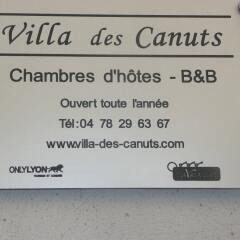 Villa des Canuts
Chambres d'hôtes - B&B
Ouvert toute l'année
Tél: 04 78 29 63 67
www.villa-des-canuts.com
ONLYLYON